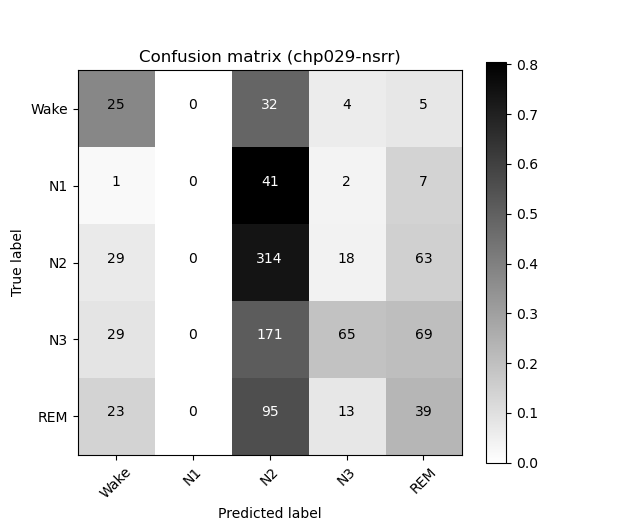 Confusion matrix (chp029-nsrr)
Wake 25 0 32 4 5
N1 1 0 41 2 7
N2 29 0 314 18 63
N3 29 0 171 65 69
REM 23 0 95 13 39
Wake N1 N2 N3 REM
True label
Predicted label
0.8
0.7
0.6
0.5
0.4
0.3
0.2
0.1
0.0